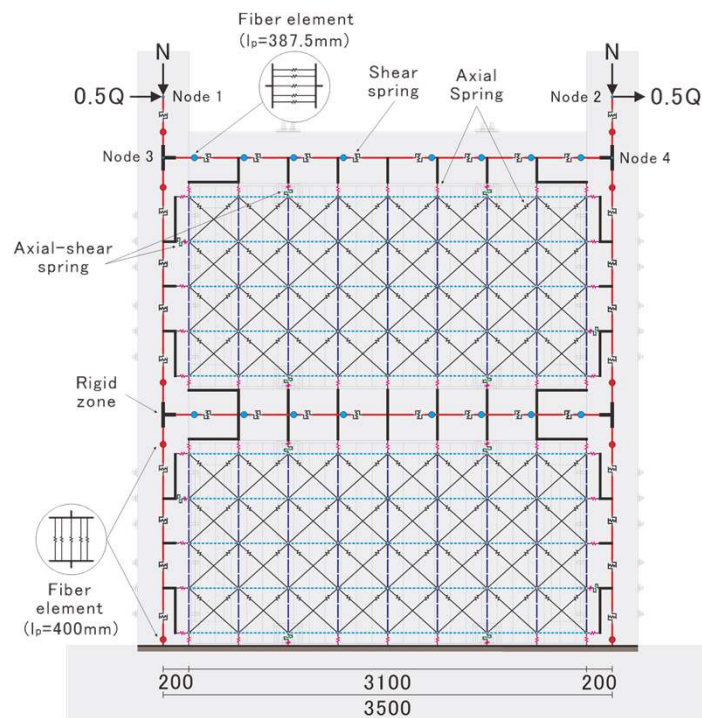 Fiber element
(lₚ=387.5mm)
N
Shear
spring
Axial
Spring
N
0.5Q
Node 1
Node 2
0.5Q
Node 3
Node 4
Axial-shear
spring
Rigid
zone
Fiber
element
(lₚ=400mm)
200
3100
200
3500